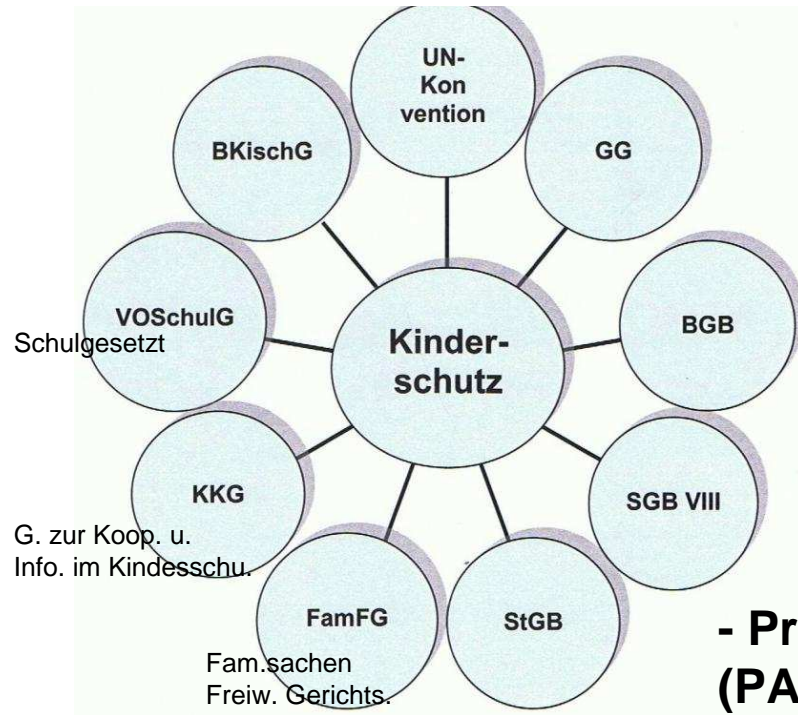 UN-
Kon
vention
BKischG
GG
VOSchulG
Schulgesetzt
Kinder-
schutz
BGB
KKG
SGB VIII
G. zur Koop. u.
Info. im Kindesschu.
FamFG
StGB
Fam.sachen
Freiw. Gerichts.
- Pr
(PA